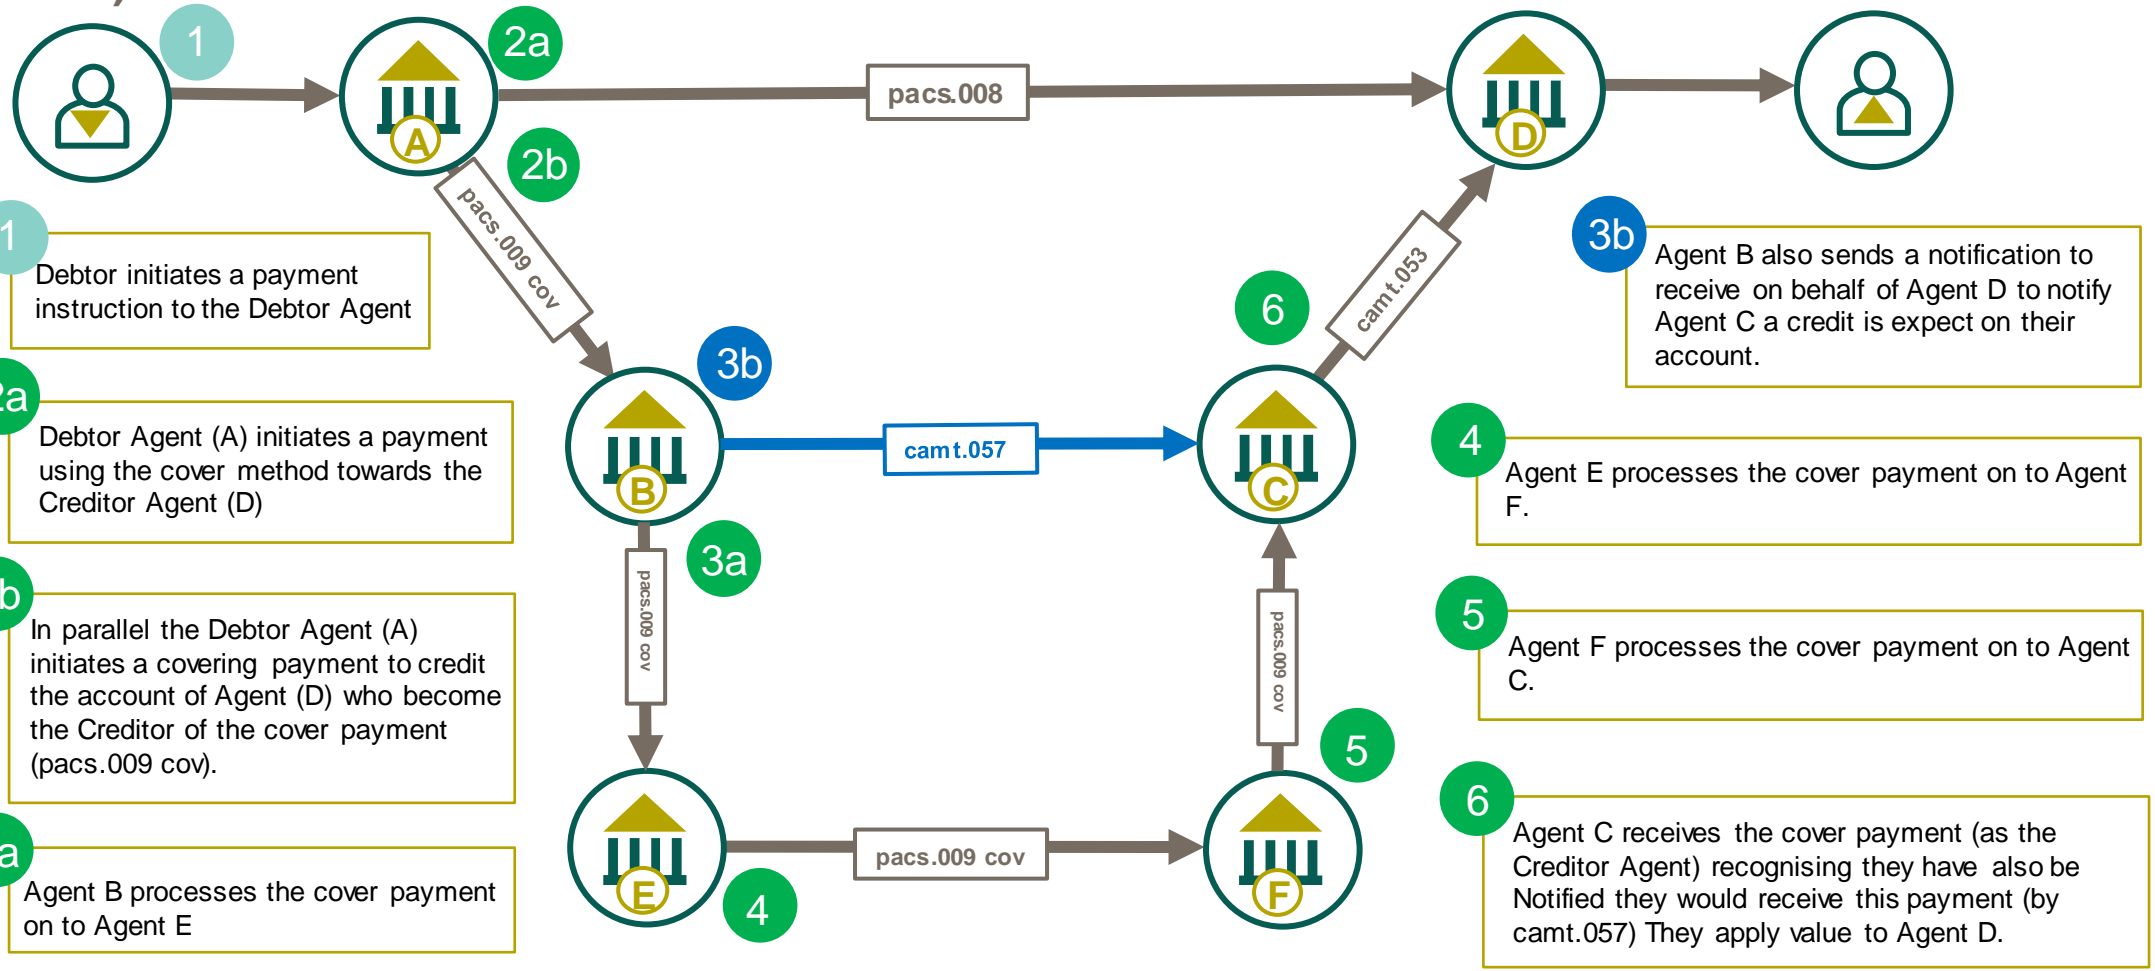 1
2a
pacs.008
A
D
2b
pacs.009 cov
camt.053
3b
Agent B also sends a notification to
receive on behalf of Agent D to notify
Agent C a credit is expect on their
account.
1
Debtor initiates a payment
instruction to the Debtor Agent
6
3b
camt.057
B
C
2a
Debtor Agent (A) initiates a payment
using the cover method towards the
Creditor Agent (D)
4
Agent E processes the cover payment on to Agent
F.
3a
pacs.009 cov
pacs.009 cov
b
In parallel the Debtor Agent (A)
initiates a covering payment to credit
the account of Agent (D) who become
the Creditor of the cover payment
(pacs.009 cov).
5
Agent F processes the cover payment on to Agent
C.
5
a
Agent B processes the cover payment
on to Agent E
E
pacs.009 cov
F
4
6
Agent C receives the cover payment (as the
Creditor Agent) recognising they have also be
Notified they would receive this payment (by
camt.057) They apply value to Agent D.